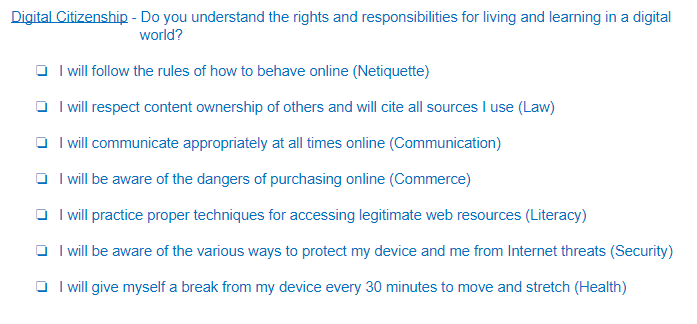 Digital Citizenship - Do you understand the rights and responsibilities for living and learning in a digital
world?
❏ I will follow the rules of how to behave online (Netiquette)
❏ I will respect content ownership of others and will cite all sources I use (Law)
❏ I will communicate appropriately at all times online (Communication)
❏ I will be aware of the dangers of purchasing online (Commerce)
❏ I will practice proper techniques for accessing legitimate web resources (Literacy)
❏ I will be aware of the various ways to protect my device and me from Internet threats (Security)
❏ I will give myself a break from my device every 30 minutes to move and stretch (Health)